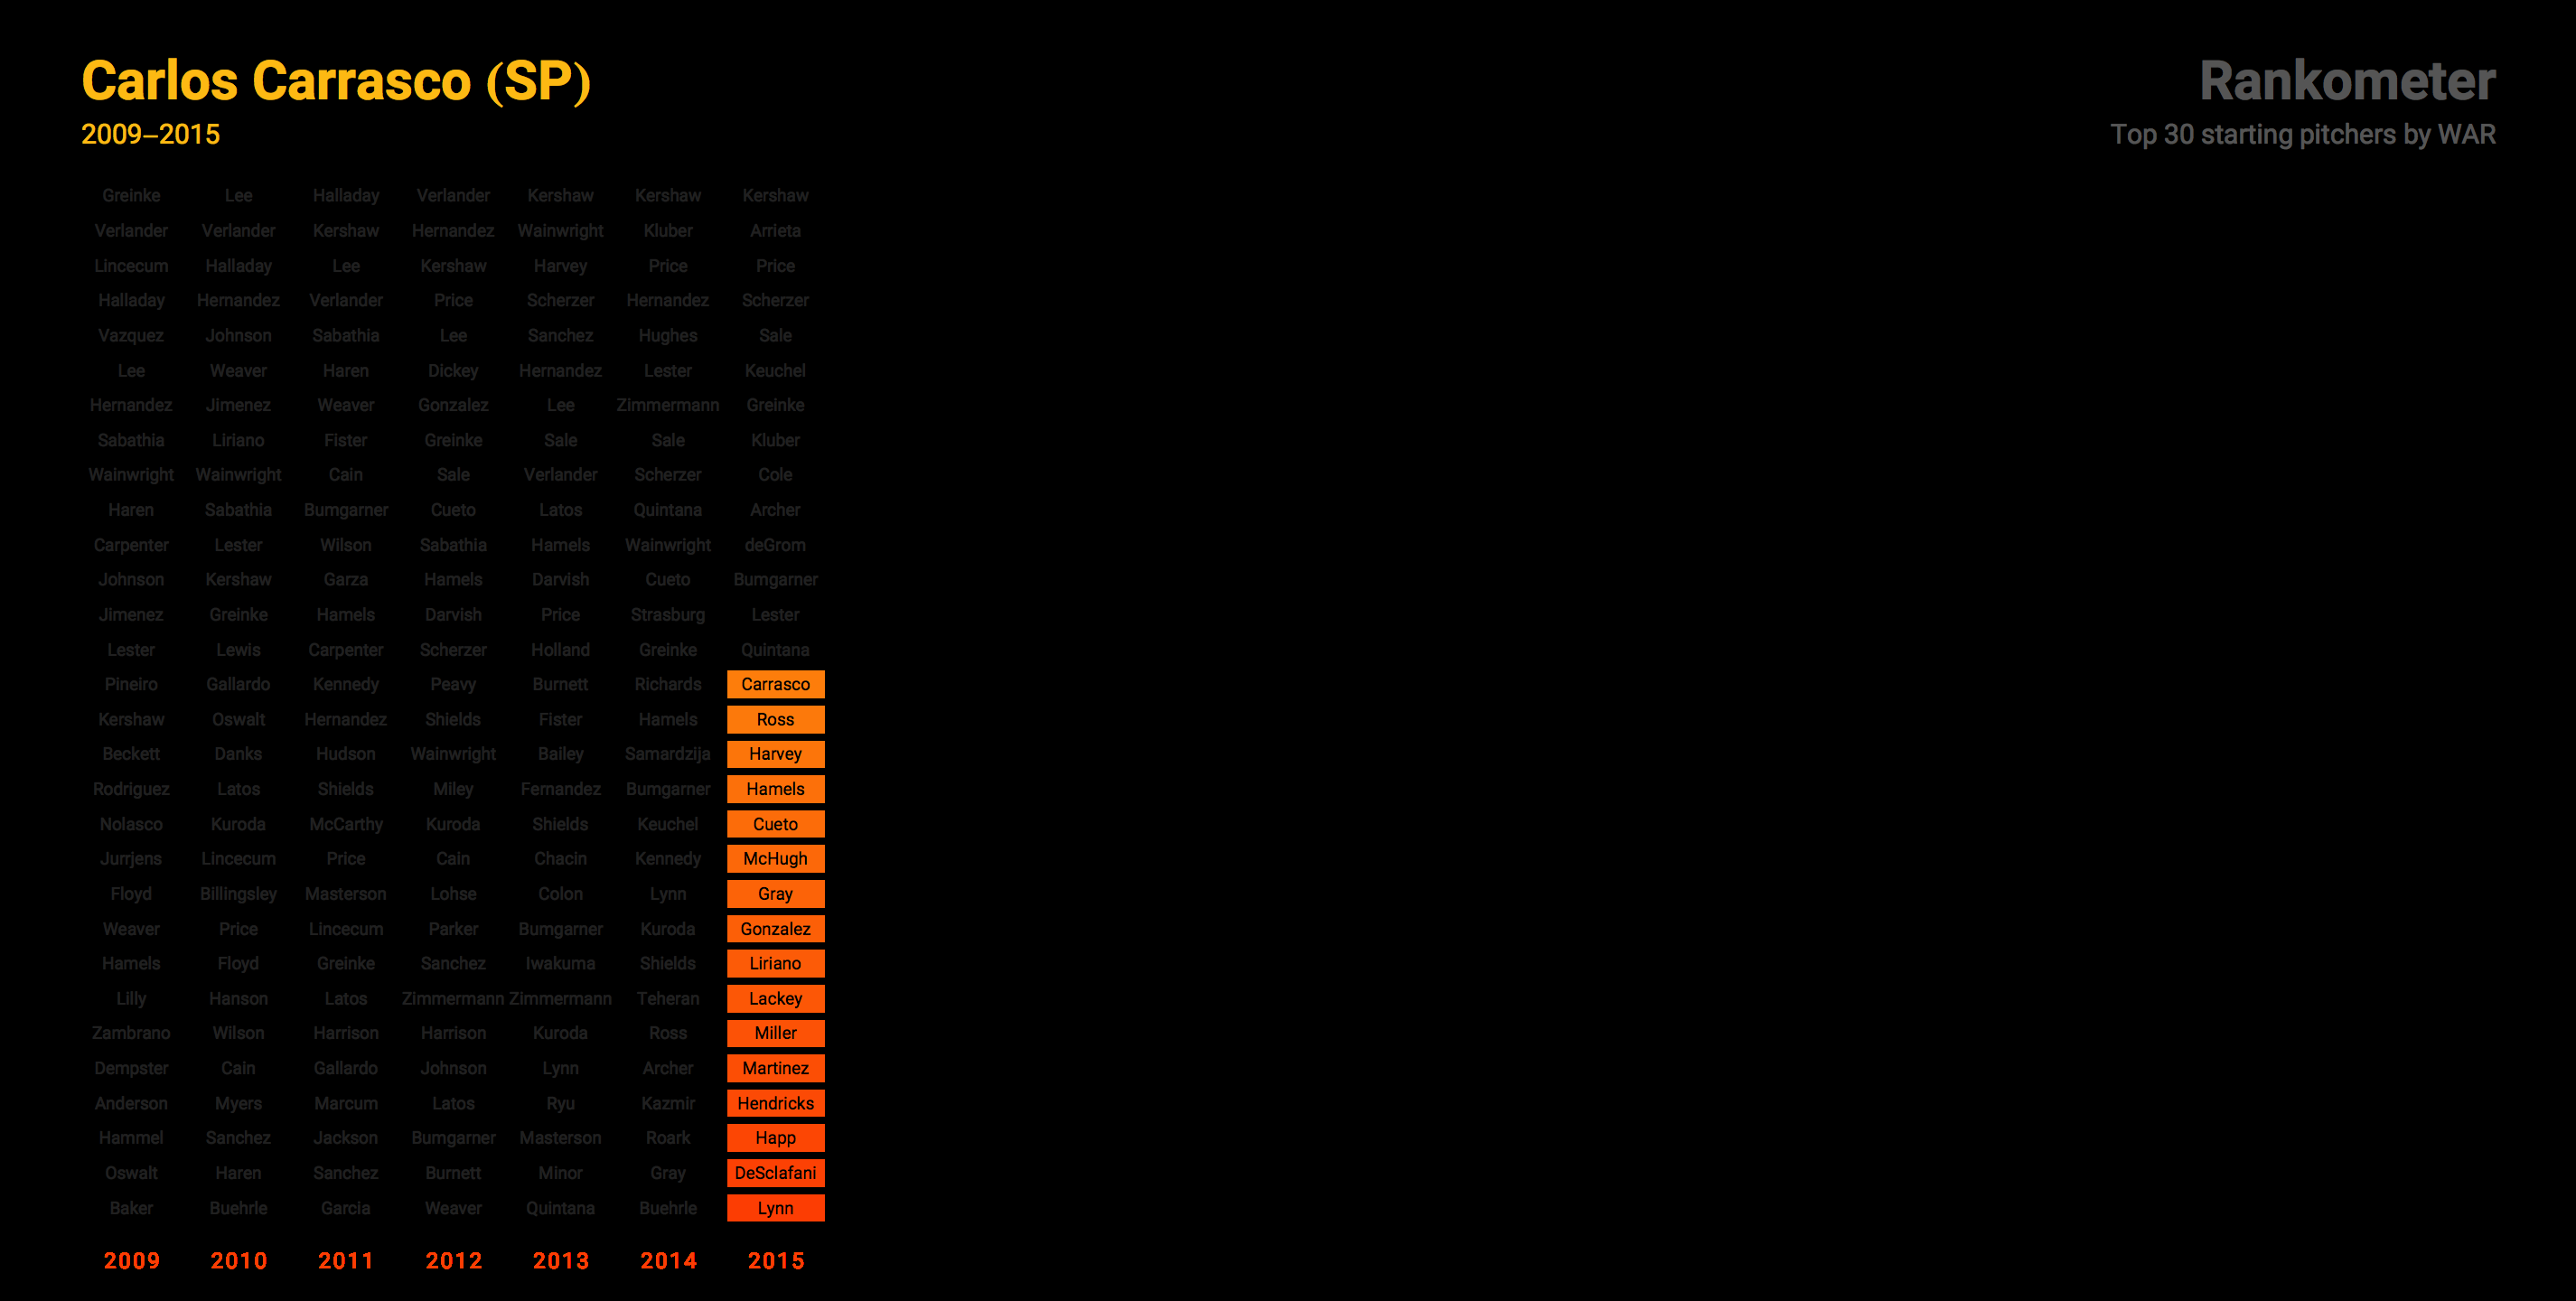 Carlos Carrasco (SP)
2009–2015
Rankometer
Top 30 starting pitchers by WAR
Greinke Lee Halladay Verlander Kershaw Kershaw Kershaw
Verlander Verlander Kershaw Hernandez Wainwright Kluber Arrieta
Lincecum Halladay Lee Kershaw Harvey Price Price
Halladay Hernandez Verlander Price Scherzer Hernandez Scherzer
Vazquez Johnson Sabathia Lee Sanchez Hughes Sale
Lee Weaver Haren Dickey Hernandez Lester Keuchel
Hernandez Jimenez Weaver Gonzalez Lee Zimmermann Greinke
Sabathia Liriano Fister Greinke Sale Sale Kluber
Wainwright Wainwright Cain Sale Verlander Scherzer Cole
Haren Sabathia Bumgarner Cueto Latos Quintana Archer
Carpenter Lester Wilson Sabathia Hamels Wainwright deGrom
Johnson Kershaw Garza Hamels Darvish Cueto Bumgarner
Jimenez Greinke Hamels Darvish Price Strasburg Lester
Lester Lewis Carpenter Scherzer Holland Greinke Quintana
Pineiro Gallardo Kennedy Peavy Burnett Richards Carrasco
Kershaw Oswalt Hernandez Shields Fister Hamels Ross
Beckett Danks Hudson Wainwright Bailey Samardzija Harvey
Rodriguez Latos Shields Miley Fernandez Bumgarner Hamels
Nolasco Kuroda McCarthy Kuroda Shields Keuchel Cueto
Jurrjens Lincecum Price Cain Chacin Kennedy McHugh
Floyd Billingsley Masterson Lohse Colon Lynn Gray
Weaver Price Lincecum Parker Bumgarner Kuroda Gonzalez
Hamels Floyd Greinke Sanchez Iwakuma Shields Liriano
Lilly Hanson Latos Zimmermann Zimmermann Teheran Lackey
Zambrano Wilson Harrison Harrison Kuroda Ross Miller
Dempster Cain Gallardo Johnson Lynn Archer Martinez
Anderson Myers Marcum Latos Ryu Kazmir Hendricks
Hammel Sanchez Jackson Bumgarner Masterson Roark Happ
Oswalt Haren Sanchez Burnett Minor Gray DeSclafani
Baker Buehrle Garcia Weaver Quintana Buehrle Lynn
2009 2010 2011 2012 2013 2014 2015